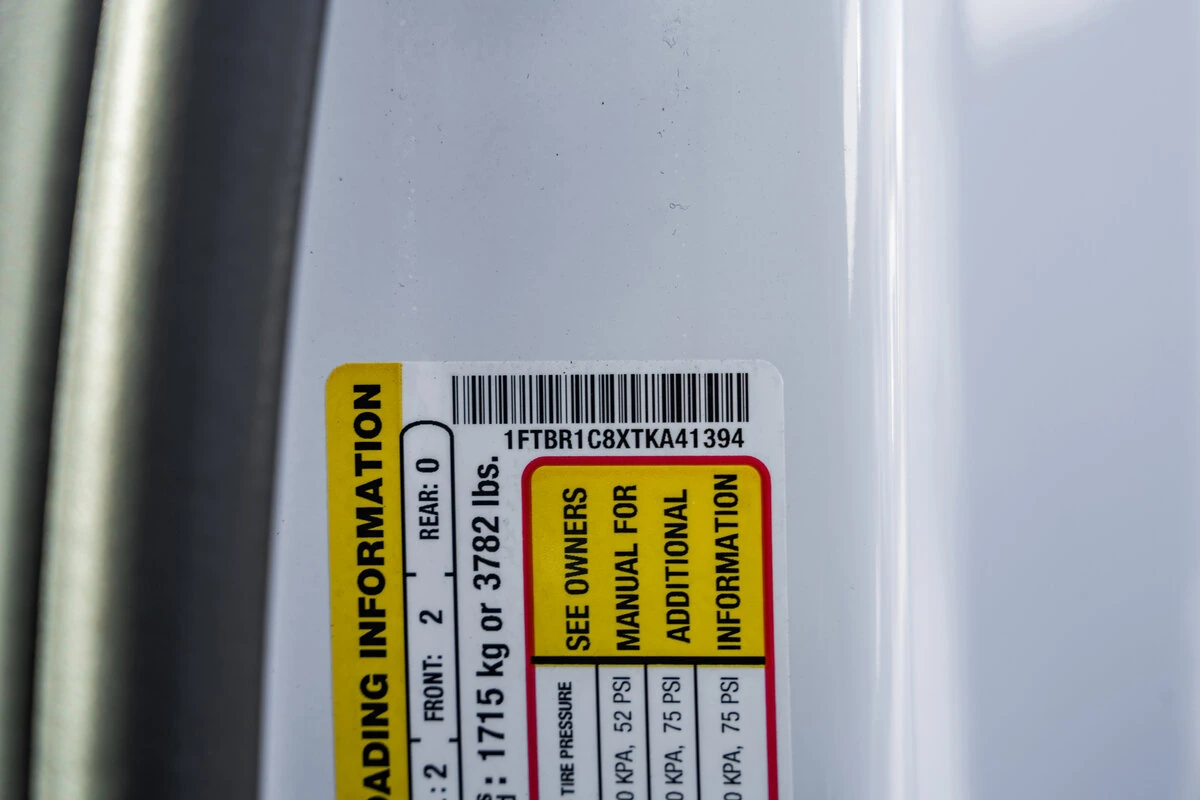 1FTBR1C8XTKA41394
LOADING INFORMATION
: 2 FRONT: 2 REAR: 0
: 1715 kg or 3782 lbs.
TIRE PRESSURE SEE OWNERS
KPA, 52 PSI MANUAL FOR
KPA, 75 PSI ADDITIONAL
KPA, 75 PSI INFORMATION